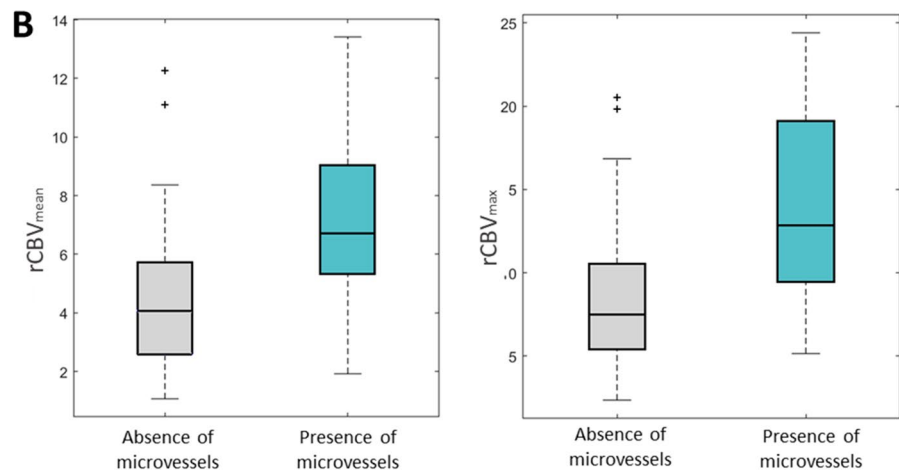 B
14
12
10
8
6
4
2
rCBVmean
Absence of
microvessels
Presence of
microvessels
25
20
5
.0
5
rCBVmax
Absence of
microvessels
Presence of
microvessels